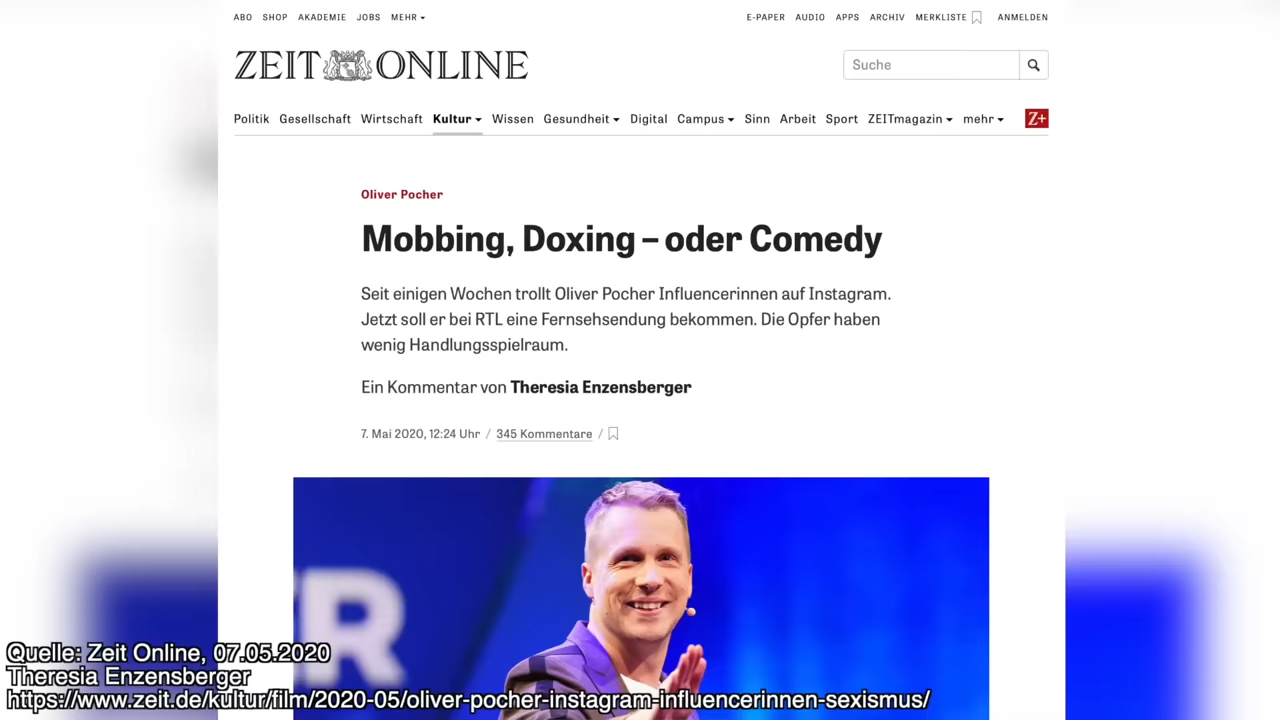 ABO SHOP AKADEMIE JOBS MEHR
E-PAPER AUDIO APPS ARCHIV MERKLISTE ANMELDEN
ZEIT ONLINE
Suche
Politik Gesellschaft Wirtschaft Kultur Wissen Gesundheit Digital Campus Sinn Arbeit Sport ZEITmagazin mehr Z+
Oliver Pocher
Mobbing, Doxing – oder Comedy
Seit einigen Wochen trollt Oliver Pocher Influencerinnen auf Instagram.
Jetzt soll er bei RTL eine Fernsehsendung bekommen. Die Opfer haben
wenig Handlungsspielraum.
Ein Kommentar von Theresia Enzensberger
7. Mai 2020, 12:24 Uhr / 345 Kommentare /
ER
Quelle: Zeit Online, 07.05.2020
Theresia Enzensberger
https://www.zeit.de/kultur/film/2020-05/oliver-pocher-instagram-influencerinnen-sexismus/